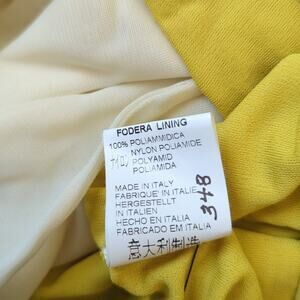 FODERA LINING
100% POLIAMMIDICA
NYLON POLIAMIDE
ナイロン POLYAMID
POLIAMIDA
MADE IN ITALY
FABRIQUE' EN ITALIE
HERGESTELLT
IN ITALIEN
HECHO EN ITALIA
FABRICADO EM ITALIA
意大利制造
348